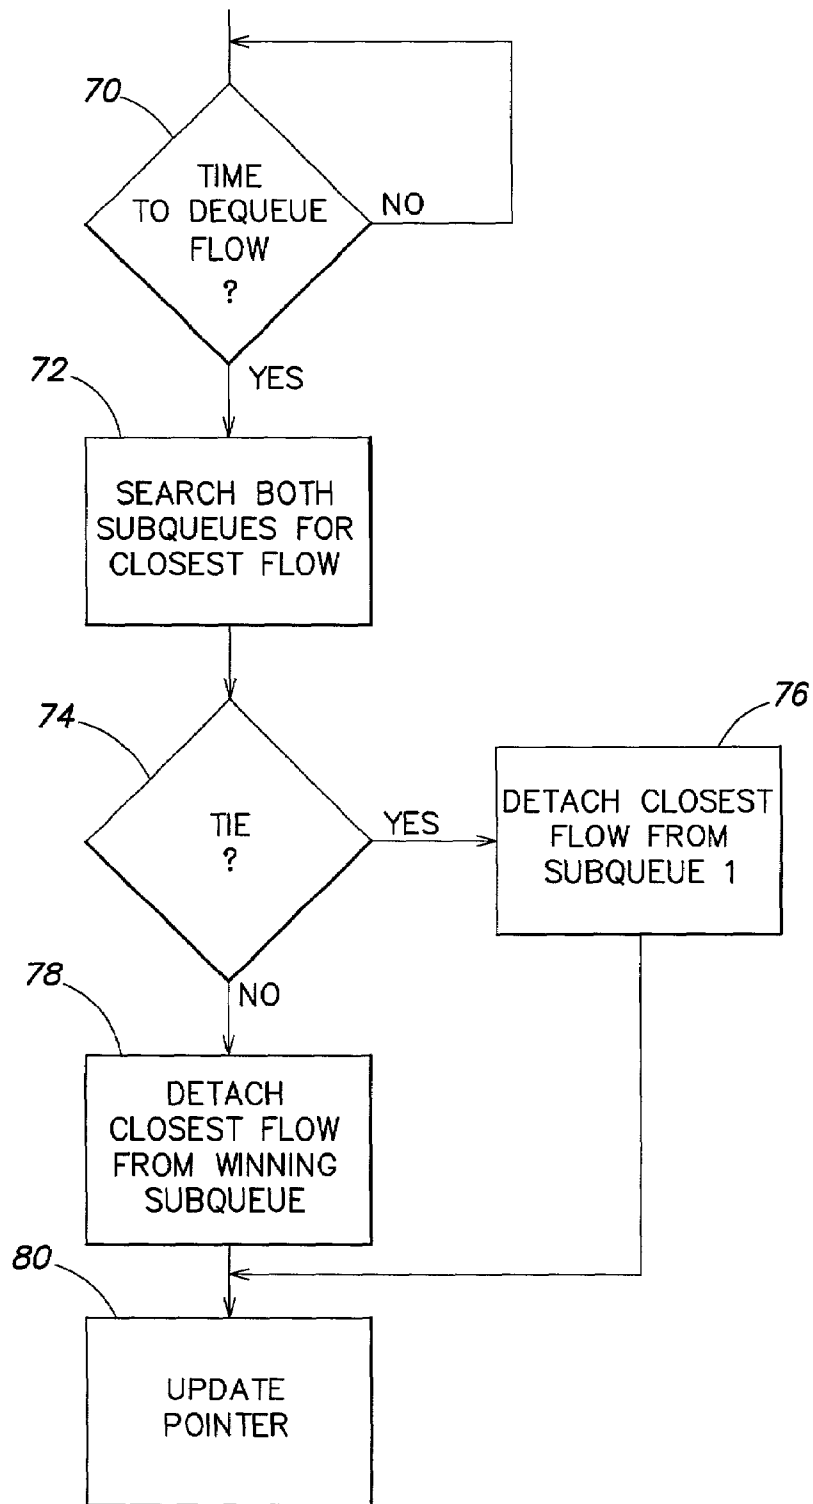 70
TIME
TO DEQUEUE
FLOW
?
NO
72
YES
SEARCH BOTH
SUBQUEUES FOR
CLOSEST FLOW
74
TIE
?
YES
76
DETACH CLOSEST
FLOW FROM
SUBQUEUE 1
78
NO
DETACH
CLOSEST FLOW
FROM WINNING
SUBQUEUE
80
UPDATE
POINTER